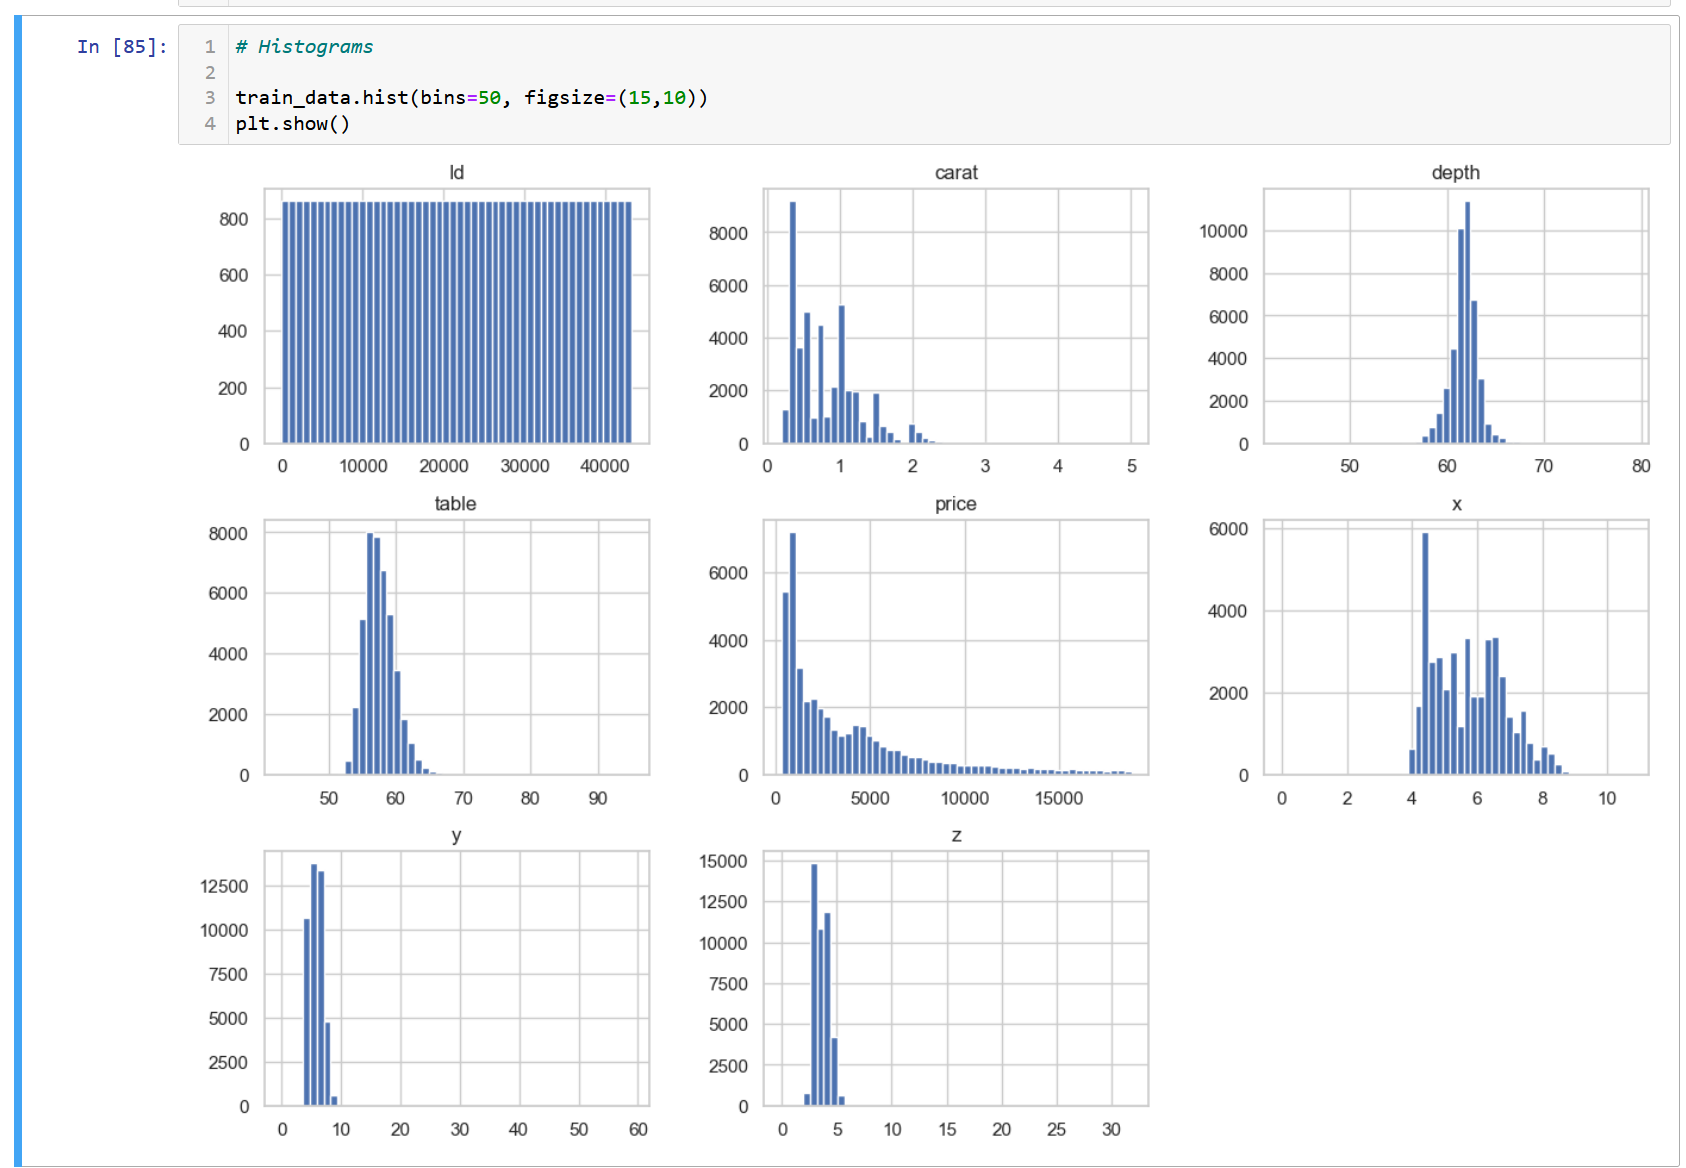 In [85]:
1 # Histograms
2
3 train_data.hist(bins=50, figsize=(15,10))
4 plt.show()
Id
800
600
400
200
0
0 10000 20000 30000 40000
carat
8000
6000
4000
2000
0
0 1 2 3 4 5
depth
10000
8000
6000
4000
2000
0
50 60 70 80
table
8000
6000
4000
2000
0
50 60 70 80 90
price
6000
4000
2000
0
0 5000 10000 15000
x
6000
4000
2000
0
0 2 4 6 8 10
y
12500
10000
7500
5000
2500
0
0 10 20 30 40 50 60
z
15000
12500
10000
7500
5000
2500
0
0 5 10 15 20 25 30